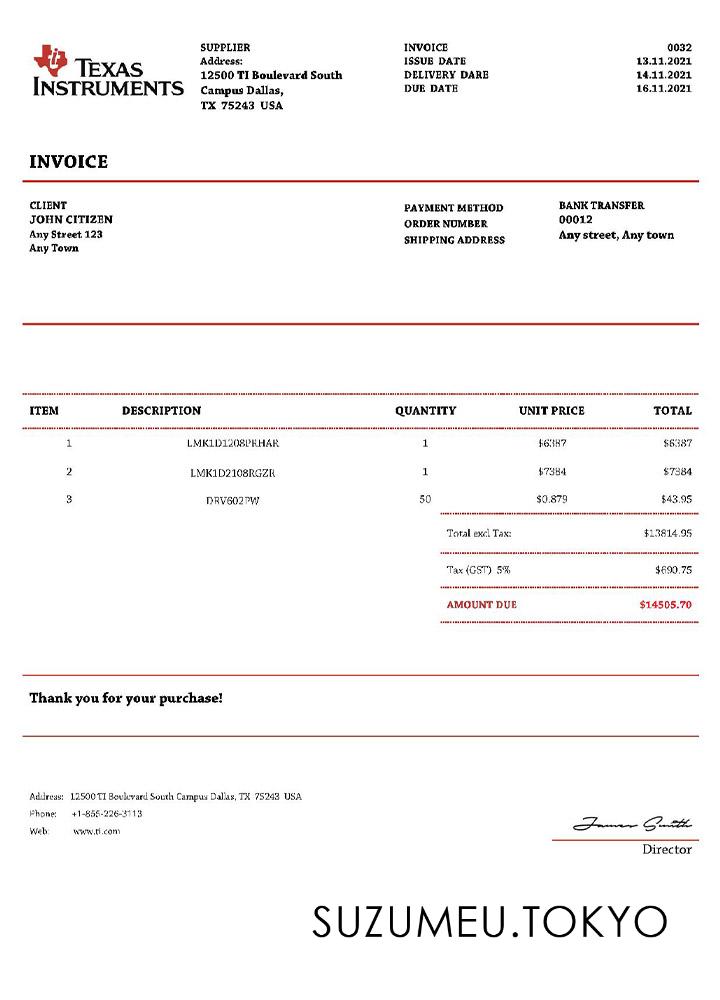 TEXAS
INSTRUMENTS
SUPPLIER
Address:
12500 TI Boulevard South
Campus Dallas,
TX 75243 USA
INVOICE 0032
ISSUE DATE 13.11.2021
DELIVERY DARE 14.11.2021
DUE DATE 16.11.2021
INVOICE
CLIENT
JOHN CITIZEN
Any Street 123
Any Town
PAYMENT METHOD BANK TRANSFER
ORDER NUMBER 00012
SHIPPING ADDRESS Any street, Any town
ITEM DESCRIPTION QUANTITY UNIT PRICE TOTAL
1 LMK1D1208PRHAR 1 $6387 $6387
2 LMK1D2108RGZR 1 $7384 $7384
3 DRV602PW 50 $0.879 $43.95
Total excl Tax: $13814.95
Tax (GST) 5% $690.75
AMOUNT DUE $14505.70
Thank you for your purchase!
Address: 12500 TI Boulevard South Campus Dallas, TX 75243 USA
Phone: +1-855-226-3113
Web: www.ti.com
James Smith
Director
SUZUMEU.TOKYO